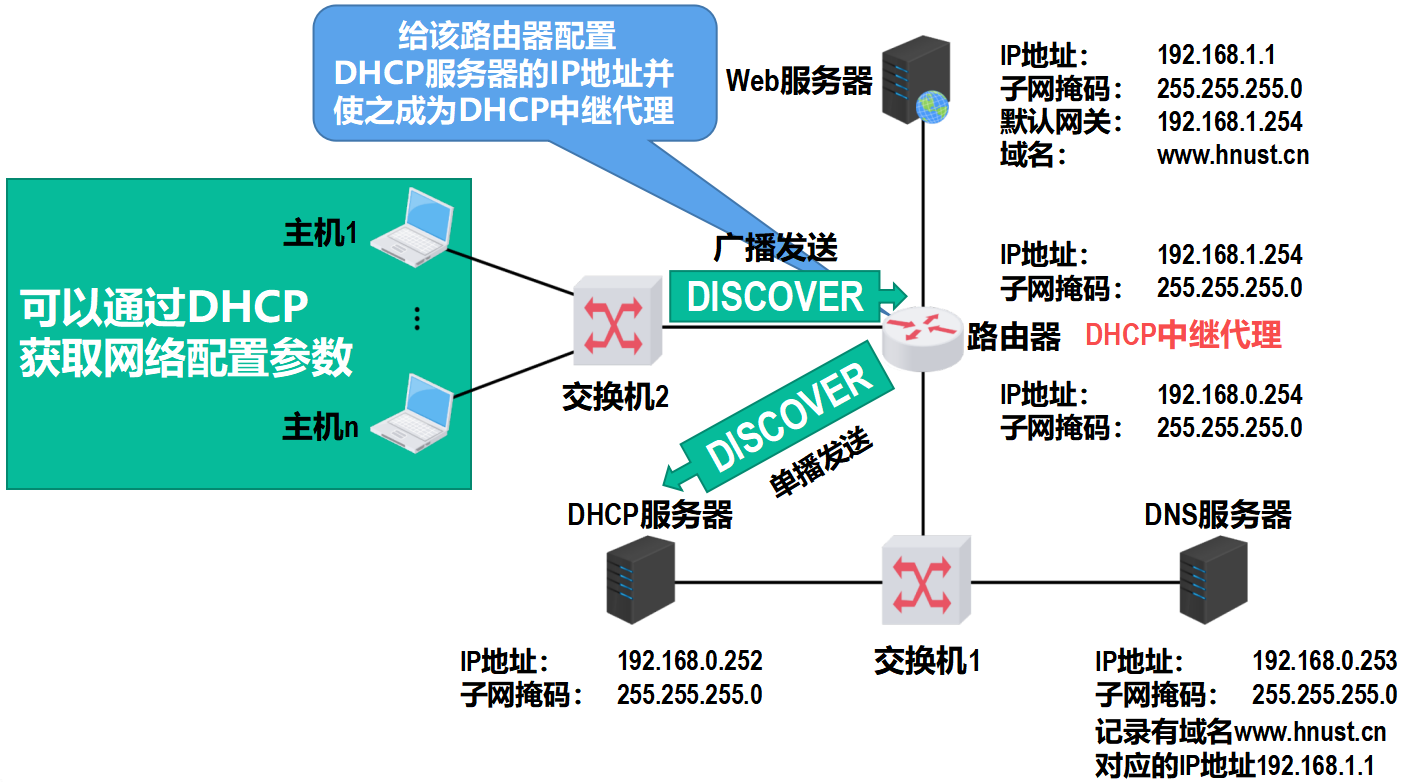 给该路由器配置
DHCP服务器的IP地址并
使之成为DHCP中继代理
Web服务器
IP地址： 192.168.1.1
子网掩码： 255.255.255.0
默认网关： 192.168.1.254
域名： www.hnust.cn
主机1
可以通过DHCP
获取网络配置参数
⋮
主机n
交换机2
广播发送
DISCOVER
IP地址： 192.168.1.254
子网掩码： 255.255.255.0
路由器 DHCP中继代理
IP地址： 192.168.0.254
子网掩码： 255.255.255.0
DISCOVER
单播发送
DHCP服务器
IP地址： 192.168.0.252
子网掩码： 255.255.255.0
交换机1
DNS服务器
IP地址： 192.168.0.253
子网掩码： 255.255.255.0
记录有域名www.hnust.cn
对应的IP地址192.168.1.1